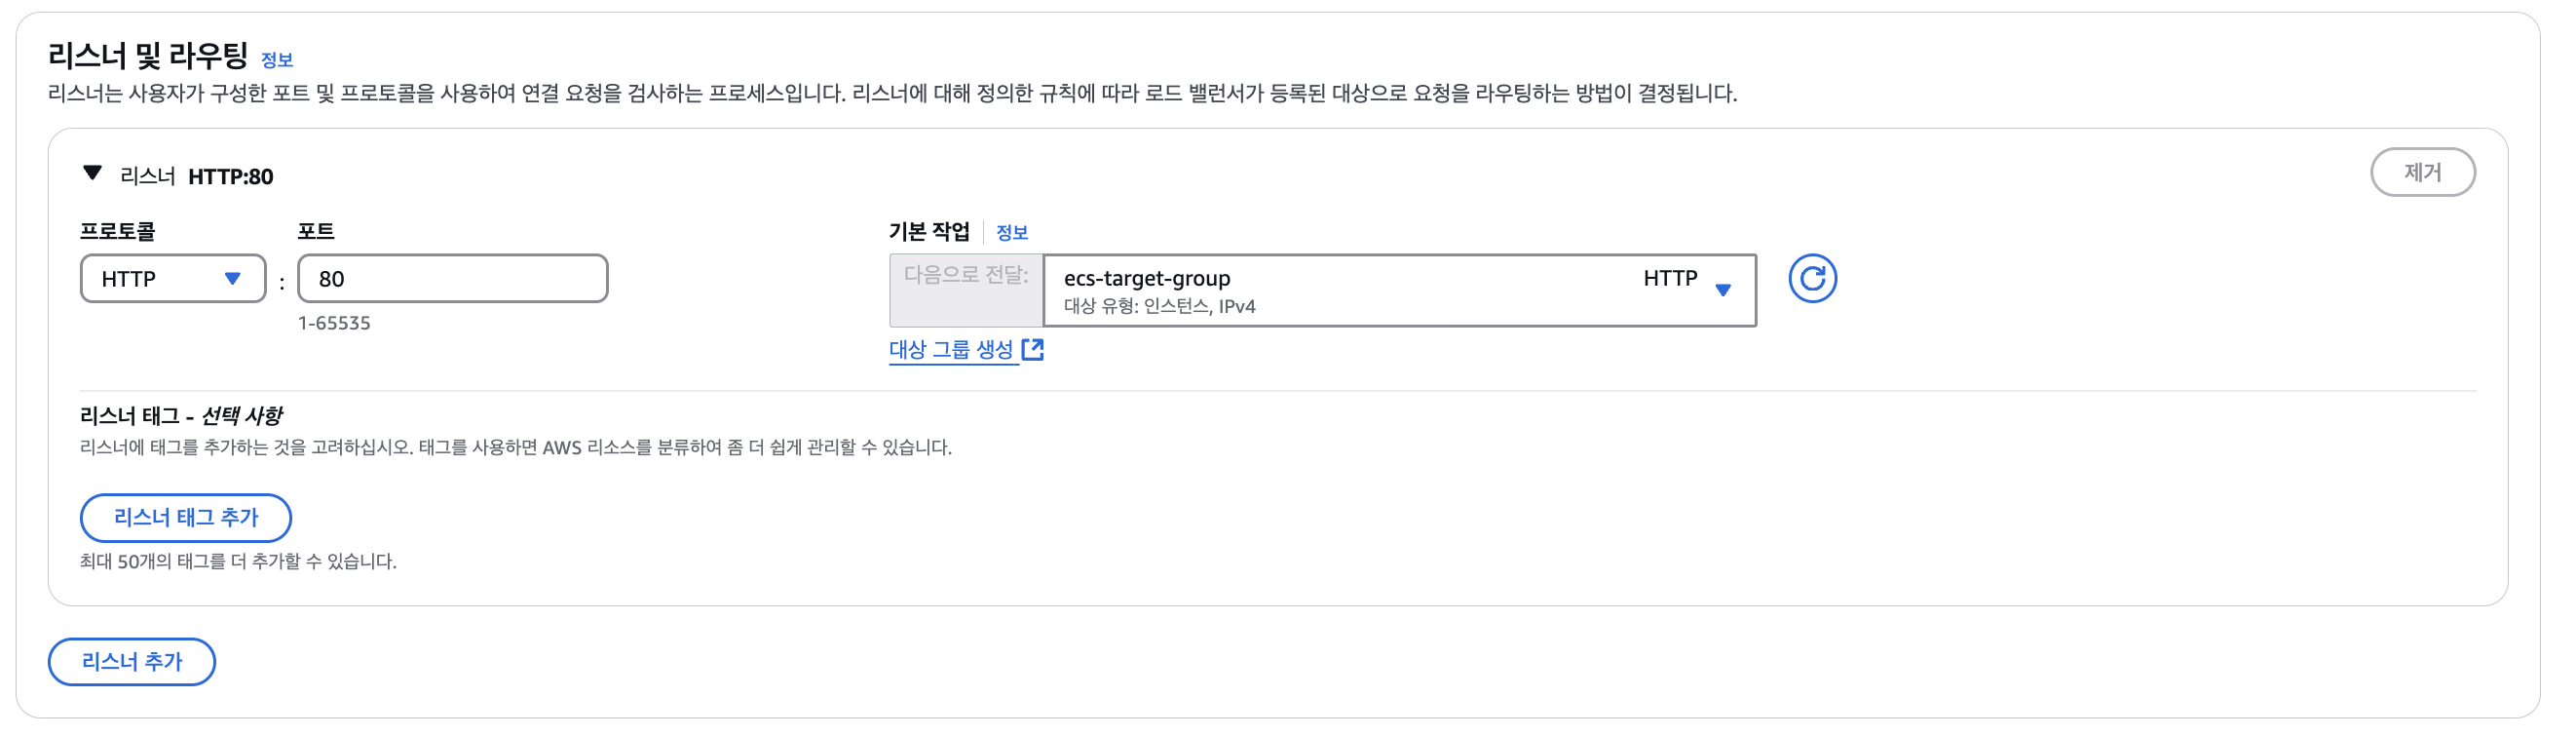 리스너 및 라우팅 정보
리스너는 사용자가 구성한 포트 및 프로토콜을 사용하여 연결 요청을 검사하는 프로세스입니다. 리스너에 대해 정의한 규칙에 따라 로드 밸런서가 등록된 대상으로 요청을 라우팅하는 방법이 결정됩니다.
리스너 HTTP:80
제거
프로토콜
포트
기본 작업
정보
HTTP
:
80
1-65535
다음으로 전달:
ecs-target-group
HTTP
대상 유형: 인스턴스, IPv4
대상 그룹 생성
리스너 태그 - 선택 사항
리스너에 태그를 추가하는 것을 고려하십시오. 태그를 사용하면 AWS 리소스를 분류하여 좀 더 쉽게 관리할 수 있습니다.
리스너 태그 추가
최대 50개의 태그를 더 추가할 수 있습니다.
리스너 추가